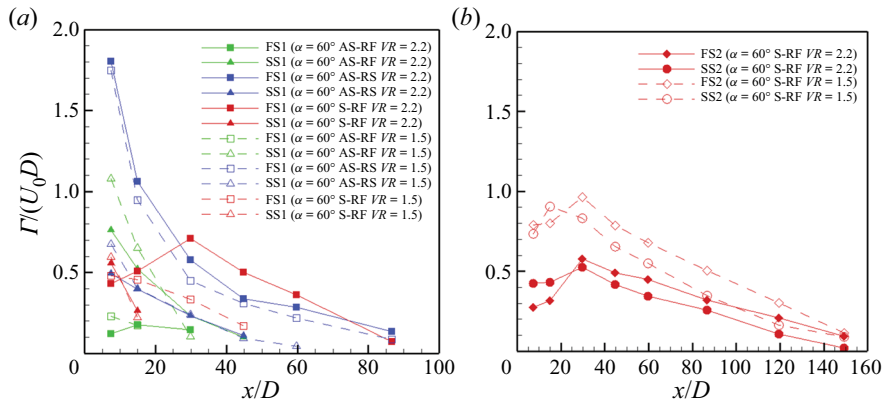 (a)
2.0
1.5
1.0
0.5
0
20
40
60
80
100
Γ/(U0D)
x/D
FS1 (α = 60° AS-RF VR = 2.2)
SS1 (α = 60° AS-RF VR = 2.2)
FS1 (α = 60° AS-RS VR = 2.2)
SS1 (α = 60° AS-RS VR = 2.2)
FS1 (α = 60° S-RF VR = 2.2)
SS1 (α = 60° S-RF VR = 2.2)
FS1 (α = 60° AS-RF VR = 1.5)
SS1 (α = 60° AS-RF VR = 1.5)
FS1 (α = 60° AS-RS VR = 1.5)
SS1 (α = 60° AS-RS VR = 1.5)
FS1 (α = 60° S-RF VR = 1.5)
SS1 (α = 60° S-RF VR = 1.5)
(b)
2.0
1.5
1.0
0.5
0
20
40
60
80
100
120
140
160
x/D
FS2 (α = 60° S-RF VR = 2.2)
SS2 (α = 60° S-RF VR = 2.2)
FS2 (α = 60° S-RF VR = 1.5)
SS2 (α = 60° S-RF VR = 1.5)